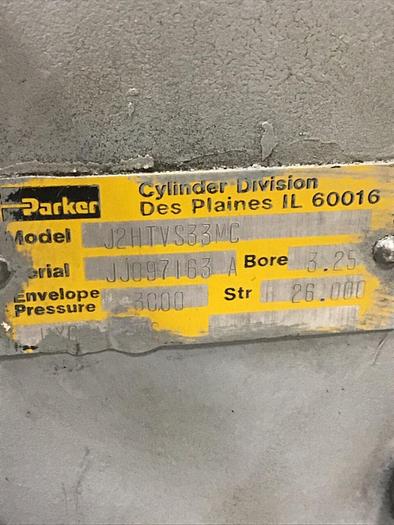 Parker Cylinder Division
Des Plaines IL 60016
Model J2HTVS33MC
erial JJ097163 A Bore 3.25
Envelope Pressure 3000 Str 26.000